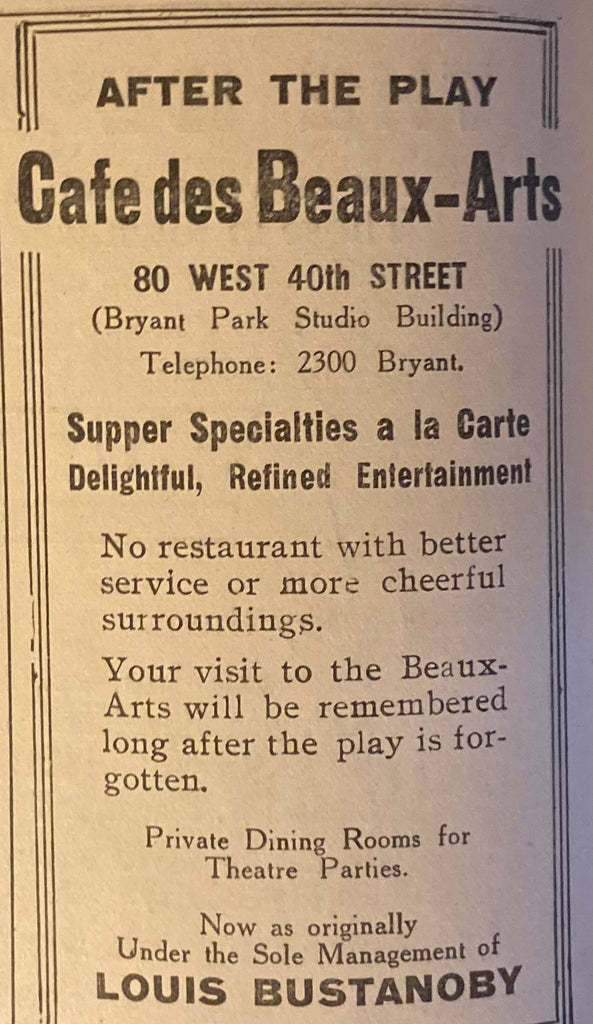 AFTER THE PLAY
Cafe des Beaux-Arts
80 WEST 40th STREET
(Bryant Park Studio Building)
Telephone: 2300 Bryant.
Supper Specialties a la Carte
Delightful, Refined Entertainment
No restaurant with better
service or more cheerful
surroundings.
Your visit to the Beaux-
Arts will be remembered
long after the play is for-
gotten.
Private Dining Rooms for
Theatre Parties.
Now as originally
Under the Sole Management of
LOUIS BUSTANOBY